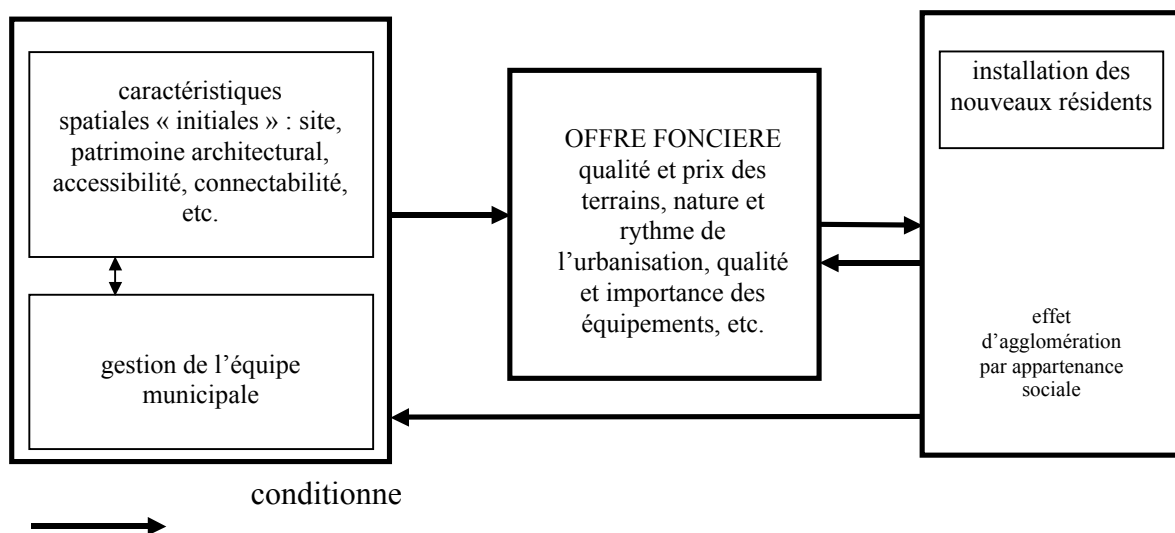 caractéristiques
spatiales « initiales » : site,
patrimoine architectural,
accessibilité, connectabilité,
etc.
gestion de l’équipe
municipale
OFFRE FONCIERE
qualité et prix des
terrains, nature et
rythme de
l’urbanisation, qualité
et importance des
équipements, etc.
installation des
nouveaux résidents
effet
d’agglomération
par appartenance
sociale
conditionne